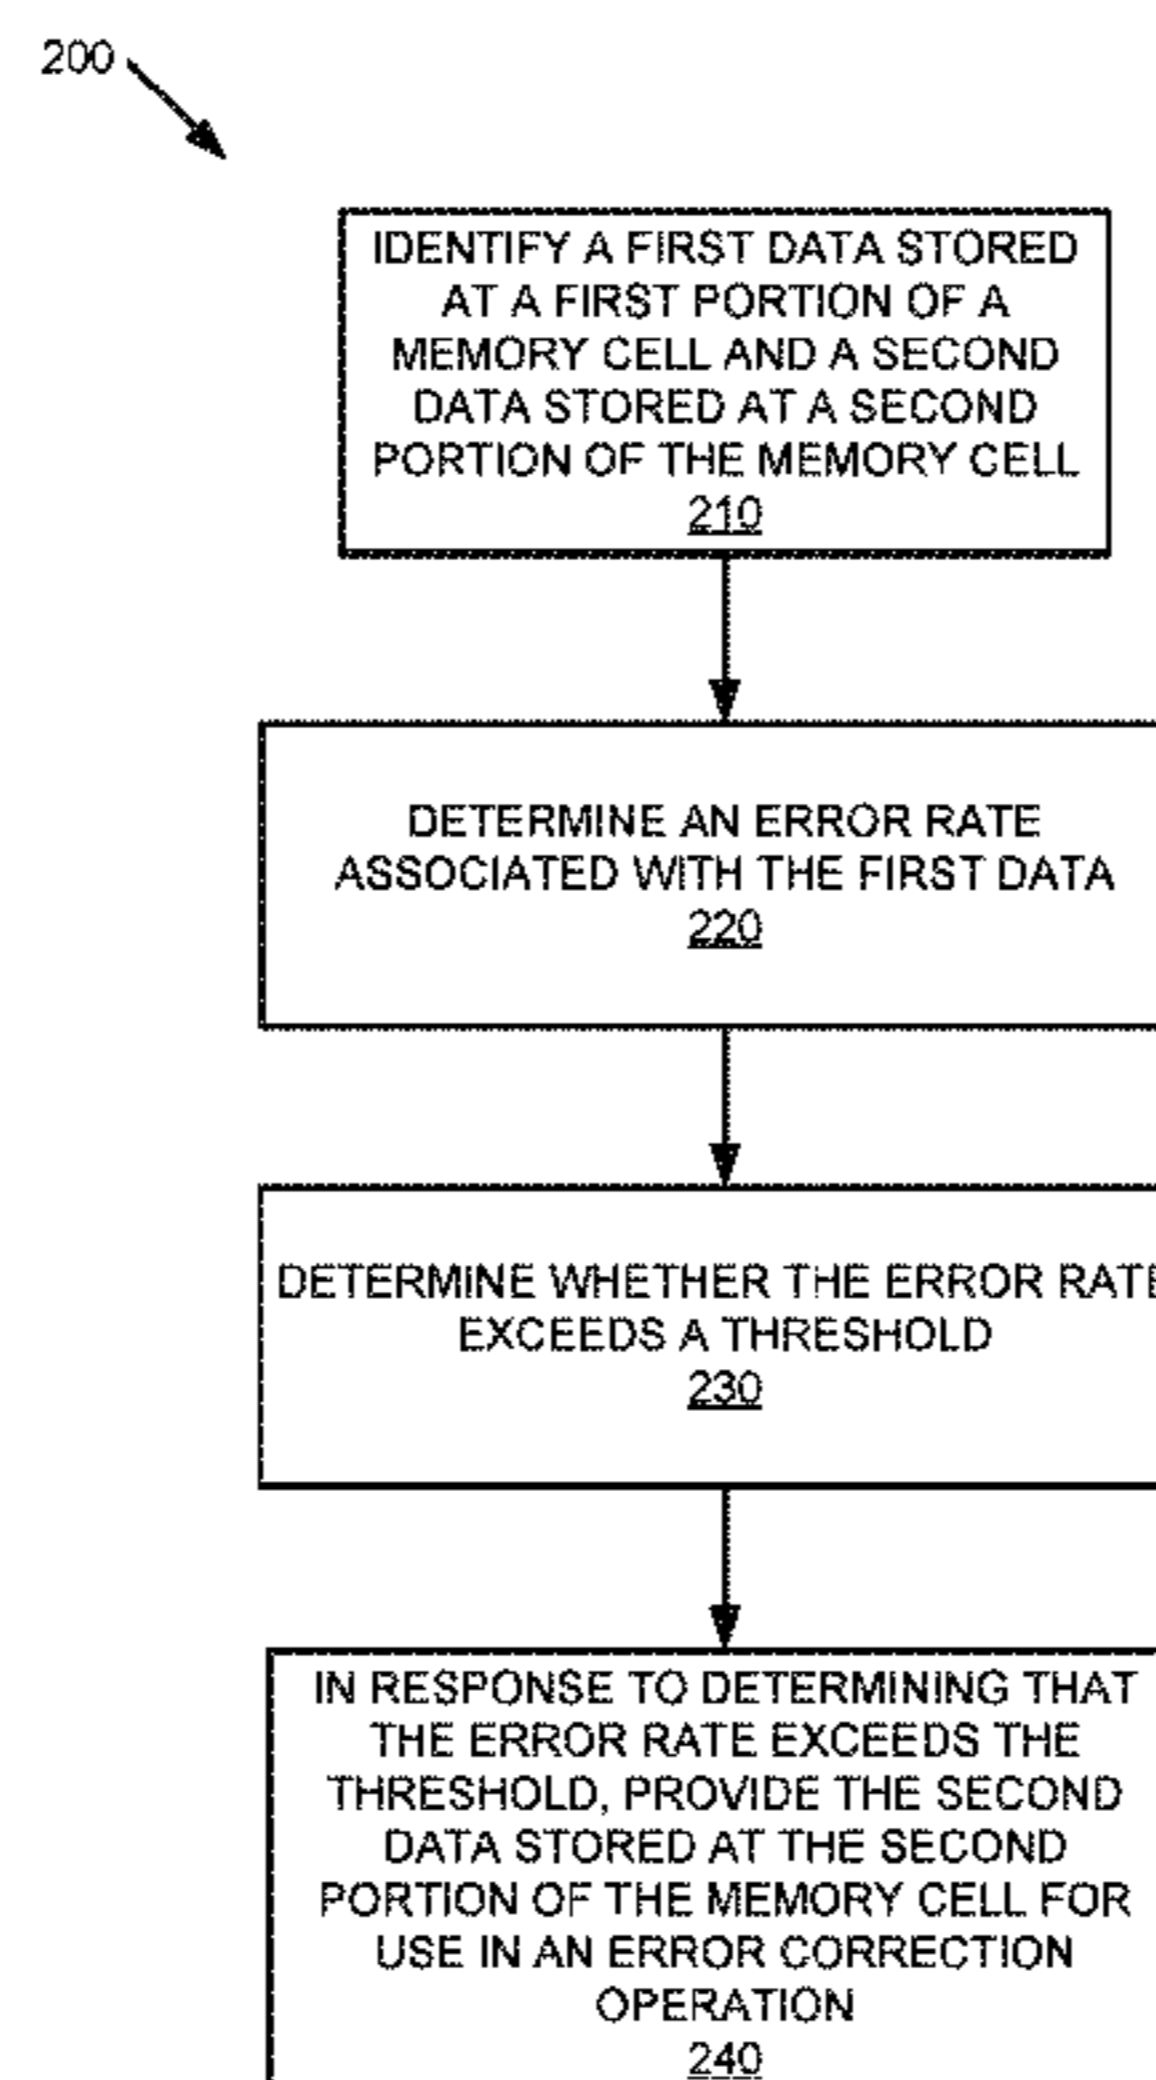 200
IDENTIFY A FIRST DATA STORED
AT A FIRST PORTION OF A
MEMORY CELL AND A SECOND
DATA STORED AT A SECOND
PORTION OF THE MEMORY CELL
210
DETERMINE AN ERROR RATE
ASSOCIATED WITH THE FIRST DATA
220
DETERMINE WHETHER THE ERROR RATE
EXCEEDS A THRESHOLD
230
IN RESPONSE TO DETERMINING THAT
THE ERROR RATE EXCEEDS THE
THRESHOLD, PROVIDE THE SECOND
DATA STORED AT THE SECOND
PORTION OF THE MEMORY CELL FOR
USE IN AN ERROR CORRECTION
OPERATION
240